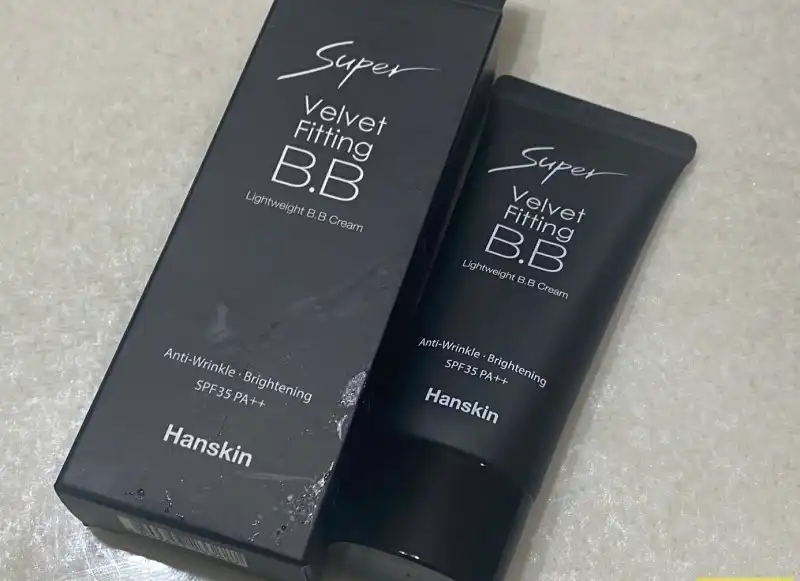 Super
Velvet
Fitting
B.B
Lightweight B.B Cream
Anti-Wrinkle · Brightening
SPF35 PA++
Hanskin
Super
Velvet
Fitting
B.B
Lightweight B.B Cream
Anti-Wrinkle · Brightening
SPF35 PA++
Hanskin